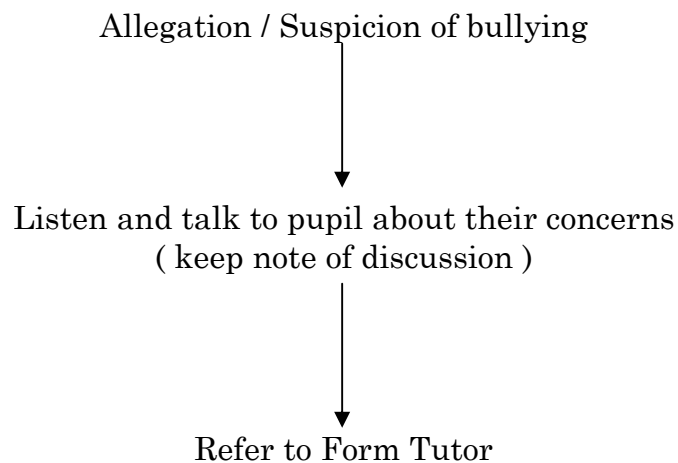 Allegation / Suspicion of bullying
Listen and talk to pupil about their concerns
( keep note of discussion )
Refer to Form Tutor